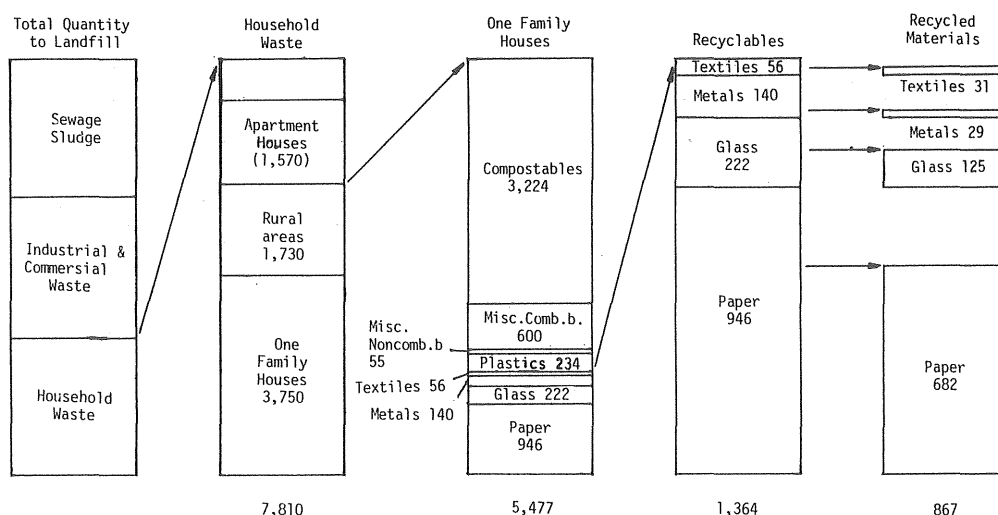 Total Quantity
to Landfill
Sewage
Sludge
Industrial &
Commersial
Waste
Household
Waste
Household
Waste
Apartment
Houses
(1,570)
Rural
areas
1,730
One
Family
Houses
3,750
7,810
One Family
Houses
Compostables
3,224
Misc.Comb.b.
600
Misc.
Noncomb.b
55
Plastics 234
Textiles 56
Metals 140
Glass 222
Paper
946
5,477
Recyclables
Textiles 56
Metals 140
Glass
222
Paper
946
1,364
Recycled
Materials
Textiles 31
Metals 29
Glass 125
Paper
682
867